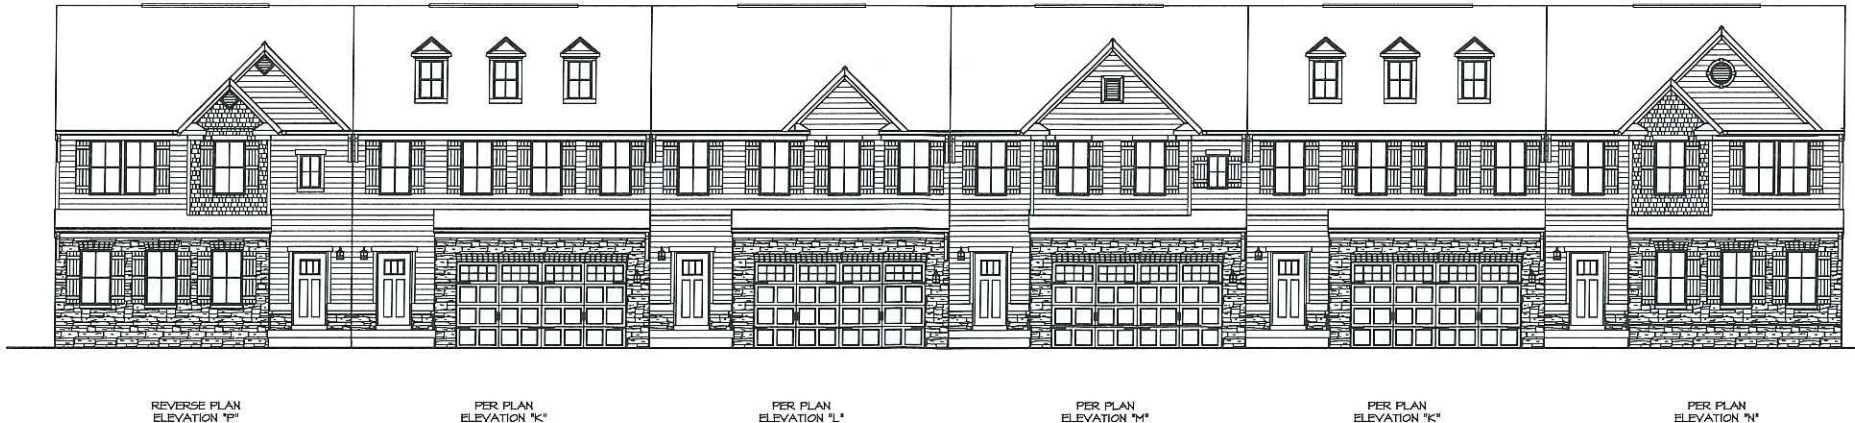 REVERSE PLAN
ELEVATION "P"
PER PLAN
ELEVATION "K"
PER PLAN
ELEVATION "L"
PER PLAN
ELEVATION "M"
PER PLAN
ELEVATION "K"
PER PLAN
ELEVATION "N"